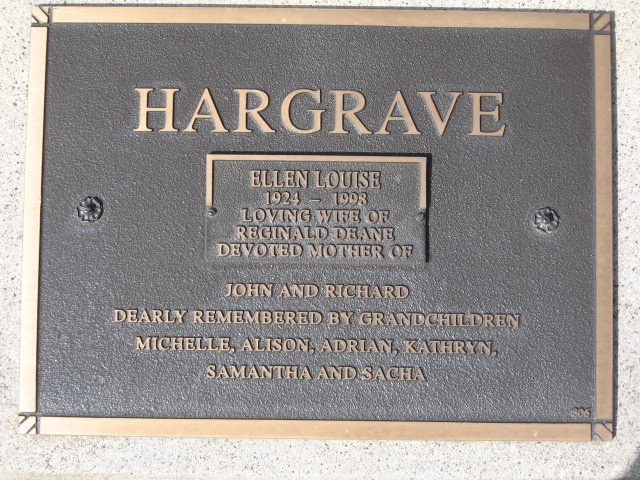 HARGRAVE
ELLEN LOUISE
1924 – 1998
LOVING WIFE OF
REGINALD DEANE
DEVOTED MOTHER OF
JOHN AND RICHARD
DEARLY REMEMBERED BY GRANDCHILDREN
MICHELLE, ALISON, ADRIAN, KATHRYN,
SAMANTHA AND SACHA